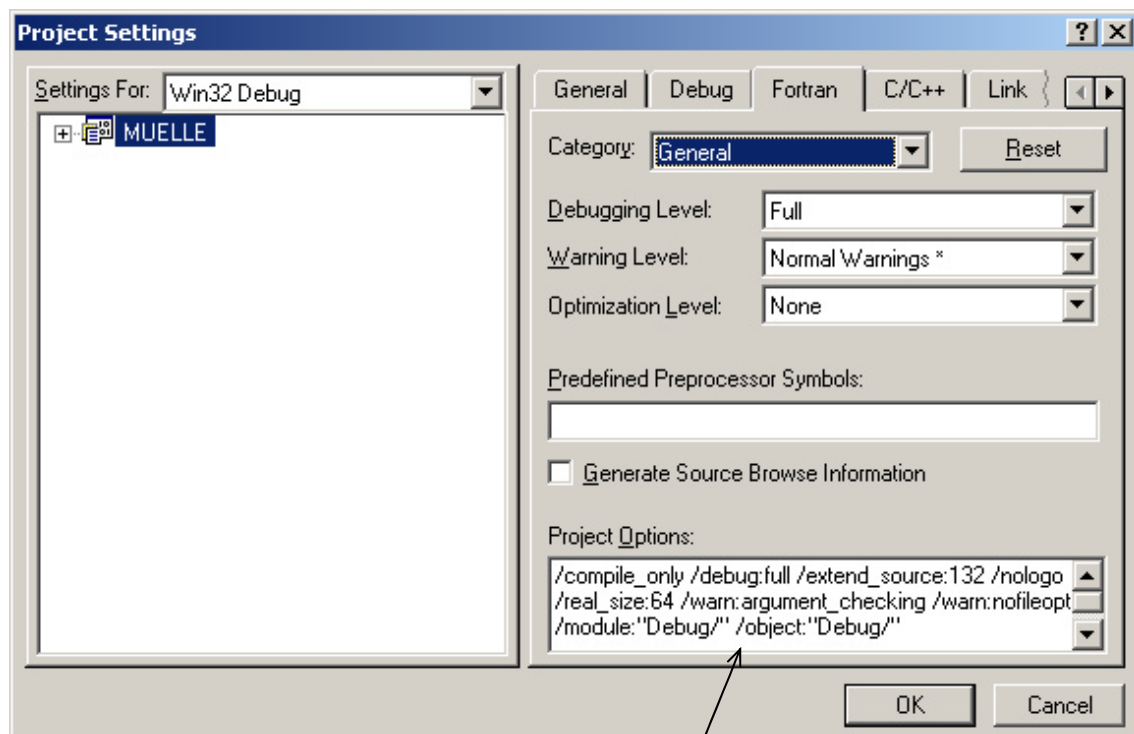 Project Settings
Settings For: Win32 Debug
MUELLE
General Debug Fortran C/C++ Link
Category: General Reset
Debugging Level: Full
Warning Level: Normal Warnings *
Optimization Level: None
Predefined Preprocessor Symbols:
Generate Source Browse Information
Project Options:
/compile_only /debug:full /extend_source:132 /nologo
/real_size:64 /warn:argument_checking /warn:nofileopt
/module:"Debug/" /object:"Debug/"
OK Cancel